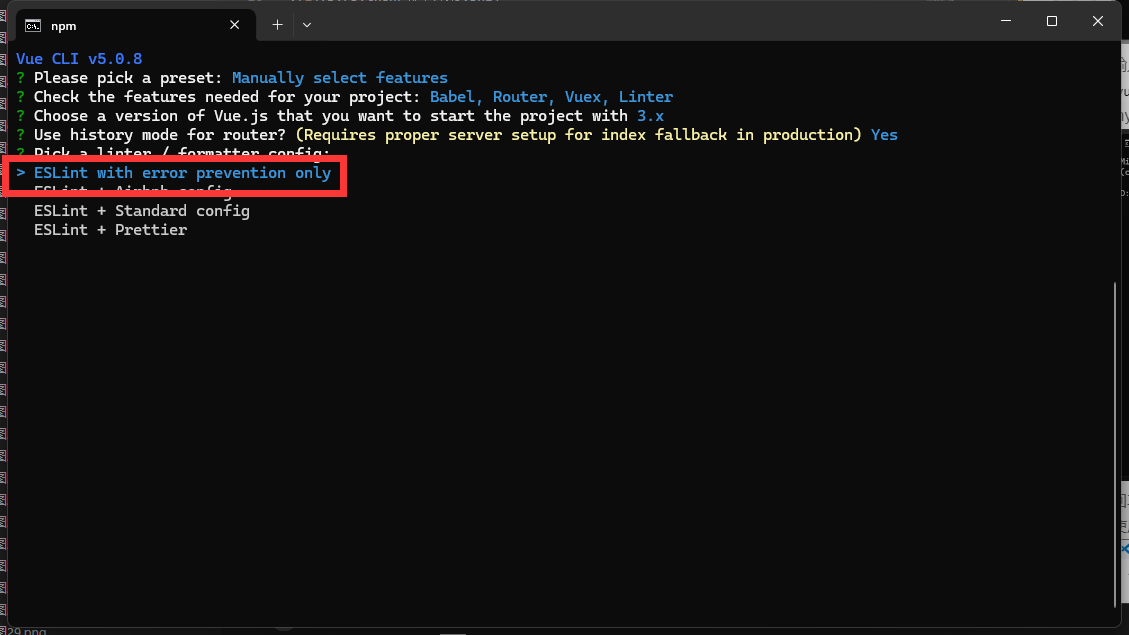 npm
Vue CLI v5.0.8
? Please pick a preset: Manually select features
? Check the features needed for your project: Babel, Router, Vuex, Linter
? Choose a version of Vue.js that you want to start the project with 3.x
? Use history mode for router? (Requires proper server setup for index fallback in production) Yes
? Pick a linter / formatter config:
> ESLint with error prevention only
ESLint + Airbnb config
ESLint + Standard config
ESLint + Prettier
29.png